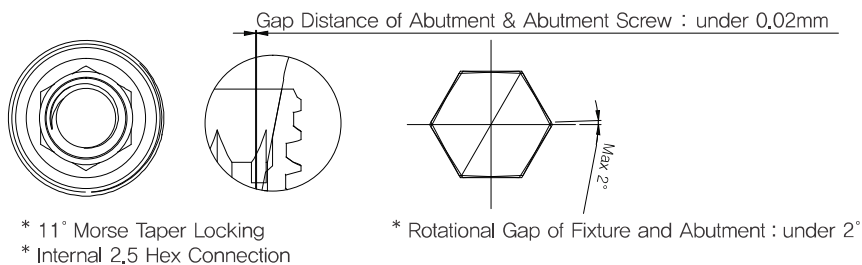 Gap Distance of Abutment & Abutment Screw : under 0.02mm
Max 2°
* 11° Morse Taper Locking
* Internal 2.5 Hex Connection
* Rotational Gap of Fixture and Abutment : under 2°